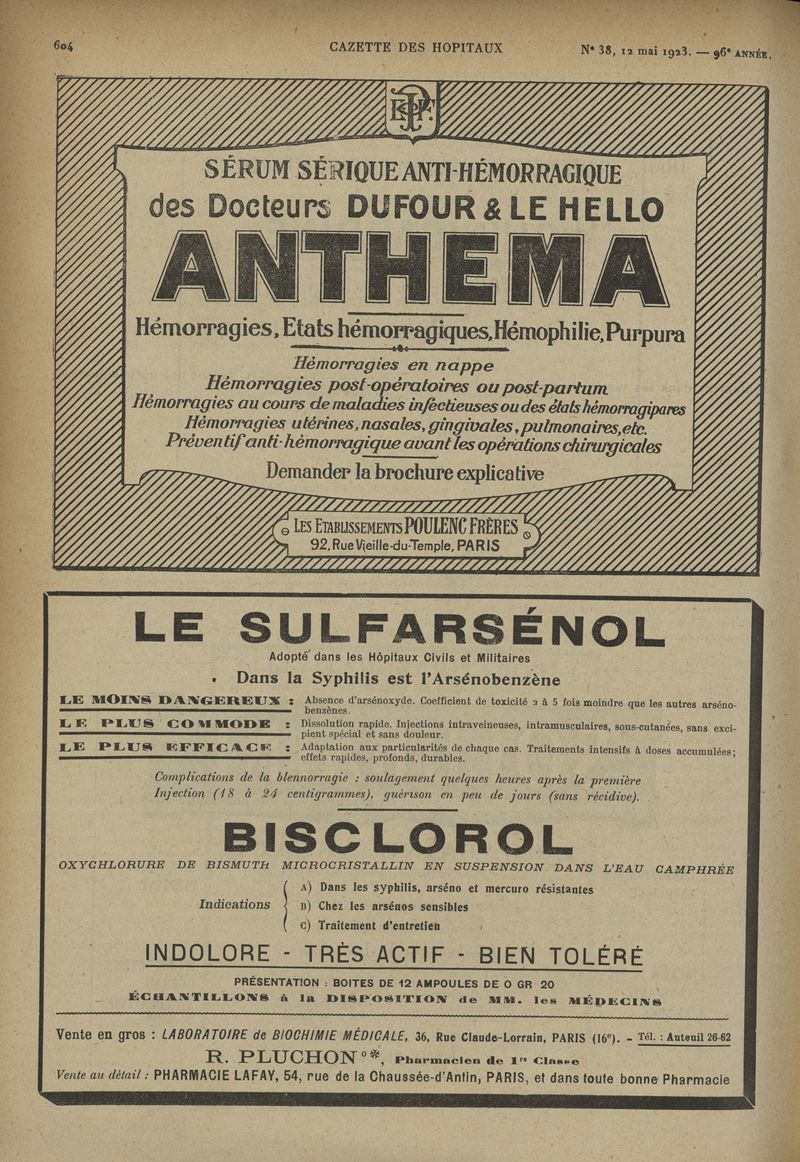 604
CAZETTE DES HOPITAUX
N° 38, 12 mai 1923. — 96e ANNÉE.
SÉRUM SÉRIQUE ANTI-HÉMORRAGIQUE
des Docteurs DUFOUR & LE HELLO
ANTHEMA
Hémorragies, Etats hémorragiques, Hémophilie, Purpura
Hémorragies en nappe
Hémorragies post-opératoires ou post-partum
Hémorragies au cours de maladies infectieuses ou des états hémorragipares
Hémorragies utérines, nasales, gingivales, pulmonaires, etc.
Préventif anti-hémorragique avant les opérations chirurgicales
Demander la brochure explicative
LES ETABLISSEMENTS POULENC FRÈRES
92, Rue Vieille-du-Temple, PARIS
LE SULFARSÉNOL
Adopté dans les Hôpitaux Civils et Militaires
Dans la Syphilis est l'Arsénobenzène
LE MOINS DANGEREUX : Absence d'arsénoxyde. Coefficient de toxicité 2 à 5 fois moindre que les autres arséno-
benzènes.
LE PLUS COMMODE : Dissolution rapide. Injections intraveineuses, intramusculaires, sous-cutanées, sans exci-
pient spécial et sans douleur.
LE PLUS EFFICACE : Adaptation aux particularités de chaque cas. Traitements intensifs à doses accumulées;
effets rapides, profonds, durables.
Complications de la blennorragie : soulagement quelques heures après la première
Injection (18 à 24 centigrammes), guérison en peu de jours (sans récidive).
BISCLOROL
OXYCHLORURE DE BISMUTH MICROCRISTALLIN EN SUSPENSION DANS L'EAU CAMPHRÉE
Indications
A) Dans les syphilis, arséno et mercuro résistantes
B) Chez les arsénos sensibles
C) Traitement d'entretien
INDOLORE - TRÈS ACTIF - BIEN TOLÉRÉ
PRÉSENTATION : BOITES DE 12 AMPOULES DE 0 GR 20
ÉCHANTILLONS à la DISPOSITION de MM. les MÉDECINS
Vente en gros : LABORATOIRE de BIOCHIMIE MÉDICALE, 36, Rue Claude-Lorrain, PARIS (16e). - Tél. : Auteuil 26-62
R. PLUCHON O*, Pharmacien de 1re Classe
Vente au détail : PHARMACIE LAFAY, 54, rue de la Chaussée-d'Antin, PARIS, et dans toute bonne Pharmacie